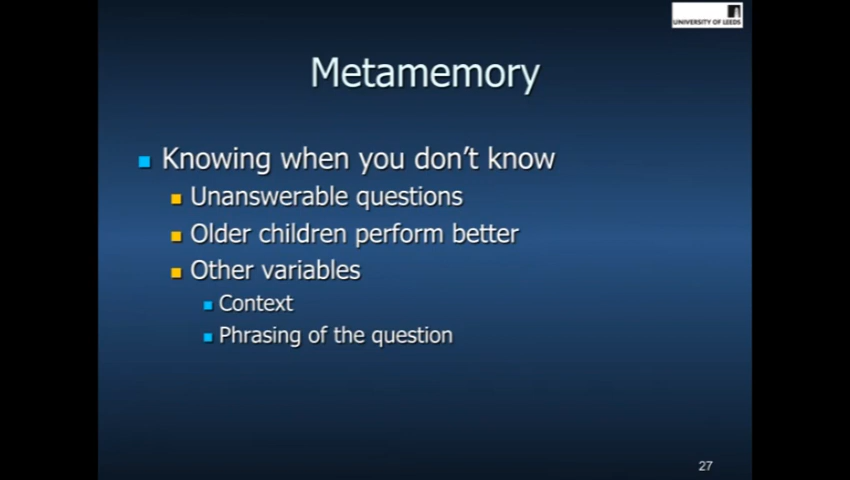 UNIVERSITY OF LEEDS
Metamemory
Knowing when you don't know
Unanswerable questions
Older children perform better
Other variables
Context
Phrasing of the question
27